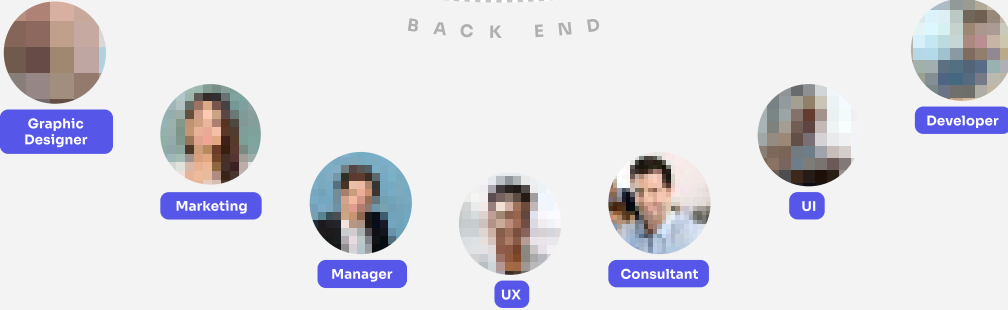 BACK END
Graphic
Designer
Developer
Marketing
UI
Manager
Consultant
UX